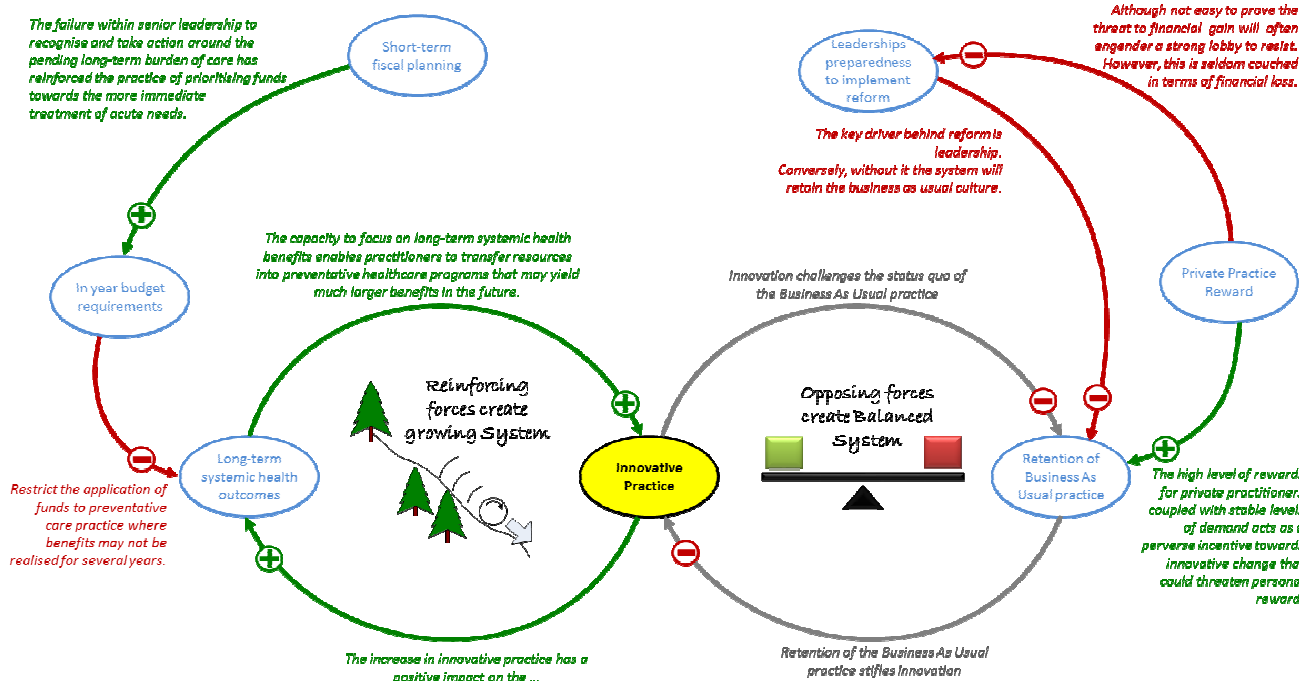 The failure within senior leadership to
recognise and take action around the
pending long-term burden of care has
reinforced the practice of prioritising funds
towards the more immediate
treatment of acute needs.
Short-term
fiscal planning
Leaderships
preparedness
to implement
reform
Although not easy to prove the
threat to financial gain will often
engender a strong lobby to resist.
However, this is seldom couched
in terms of financial loss.
The key driver behind reform is
leadership.
Conversely, without it the system will
retain the business as usual culture.
In year budget
requirements
The capacity to focus on long-term systemic health
benefits enables practitioners to transfer resources
into preventative healthcare programs that may yield
much larger benefits in the future.
Innovation challenges the status quo of
the Business As Usual practice
Private Practice
Reward
Reinforcing
forces create
growing System
Opposing forces
create Balanced
System
Long-term
systemic health
outcomes
Innovative
Practice
Retention of
Business As
Usual practice
Restrict the application of
funds to preventative
care practice where
benefits may not be
realised for several years.
The high level of reward
for private practitioner
coupled with stable level
of demand acts as a
perverse incentive toward
innovative change tha
could threaten persona
reward
The increase in innovative practice has a
positive impact on the ...
Retention of the Business As Usual
practice stifles innovation